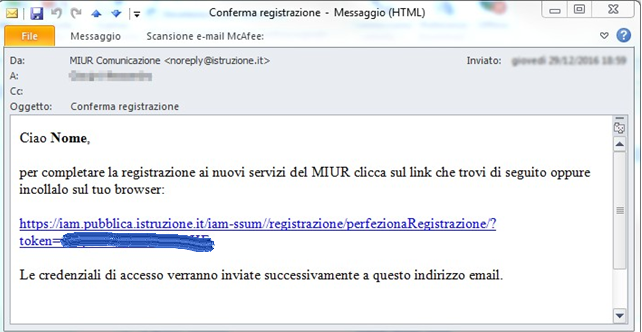 Conferma registrazione - Messaggio (HTML)
File Messaggio Scansione e-mail McAfee:
Da: MIUR Comunicazione <noreply@istruzione.it> Inviato: giovedì 29/12/2016 18:59
A:
Cc:
Oggetto: Conferma registrazione
Ciao Nome,
per completare la registrazione ai nuovi servizi del MIUR clicca sul link che trovi di seguito oppure
incollalo sul tuo browser:
https://iam.pubblica.istruzione.it/iam-ssum//registrazione/perfezionaRegistrazione/?
token=
Le credenziali di accesso verranno inviate successivamente a questo indirizzo email.